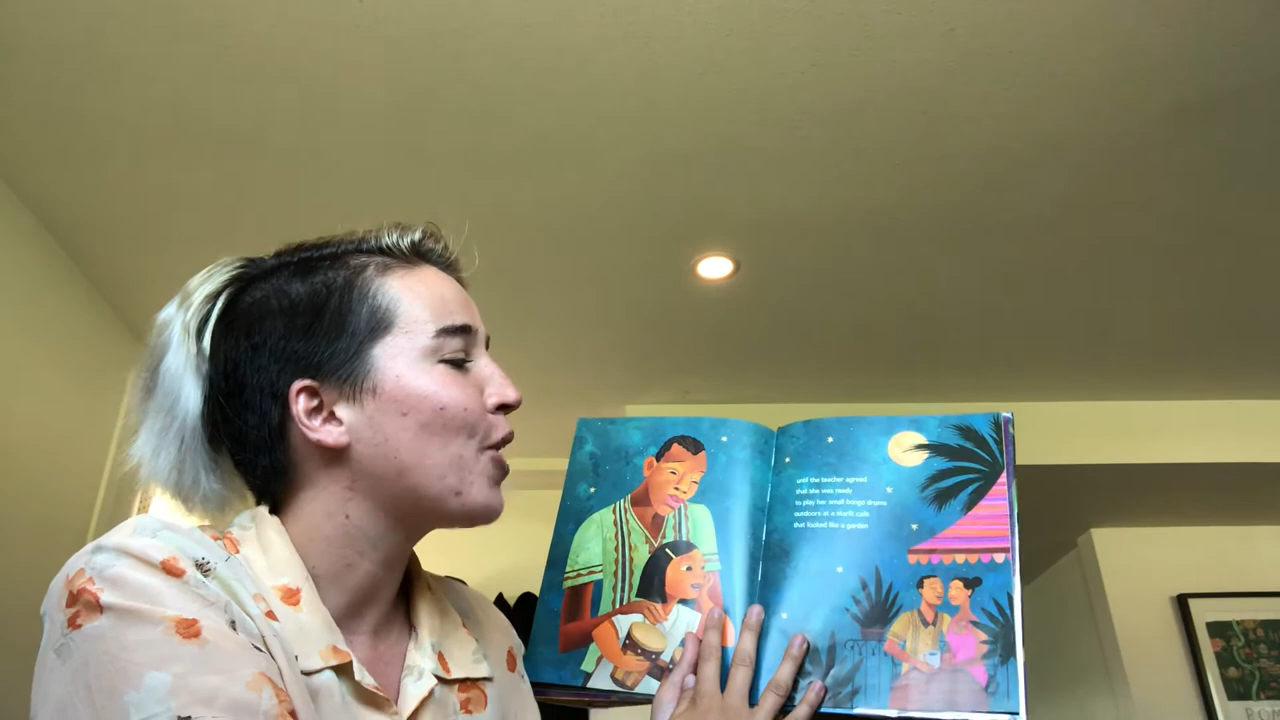 until the teacher agreed
that she was ready
to play her small bongo drums
outdoors at a starlit café
that looked like a garden